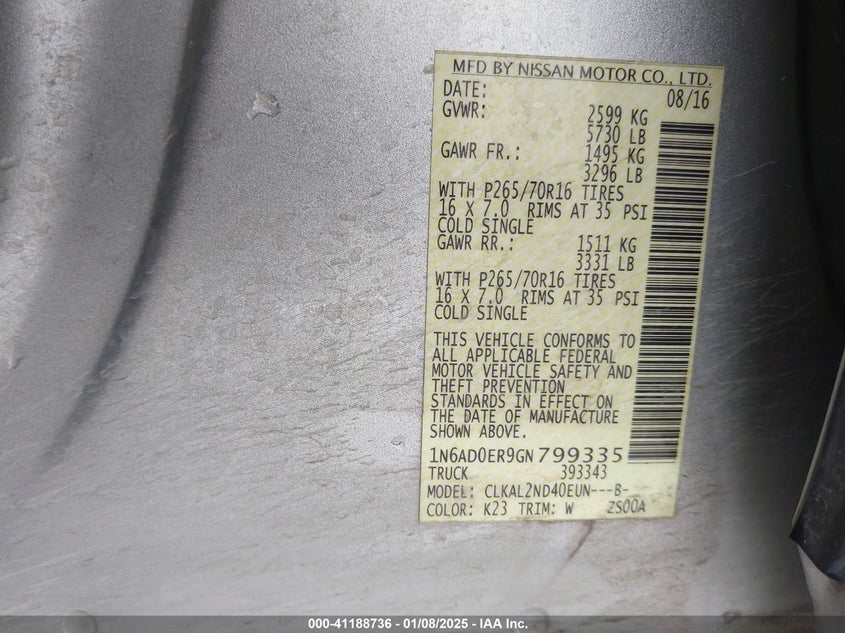 MFD BY NISSAN MOTOR CO., LTD.
DATE: 08/16
GVWR: 2599 KG
5730 LB
GAWR FR.: 1495 KG
3296 LB
WITH P265/70R16 TIRES
16 X 7.0 RIMS AT 35 PSI
COLD SINGLE
GAWR RR.: 1511 KG
3331 LB
WITH P265/70R16 TIRES
16 X 7.0 RIMS AT 35 PSI
COLD SINGLE
THIS VEHICLE CONFORMS TO
ALL APPLICABLE FEDERAL
MOTOR VEHICLE SAFETY AND
THEFT PREVENTION
STANDARDS IN EFFECT ON
THE DATE OF MANUFACTURE
SHOWN ABOVE.
1N6AD0ER9GN799335
TRUCK 393343
MODEL: CLKAL2ND40EUN---B-
COLOR: K23 TRIM: W ZS00A
000-41188736 - 01/08/2025 - IAA Inc.